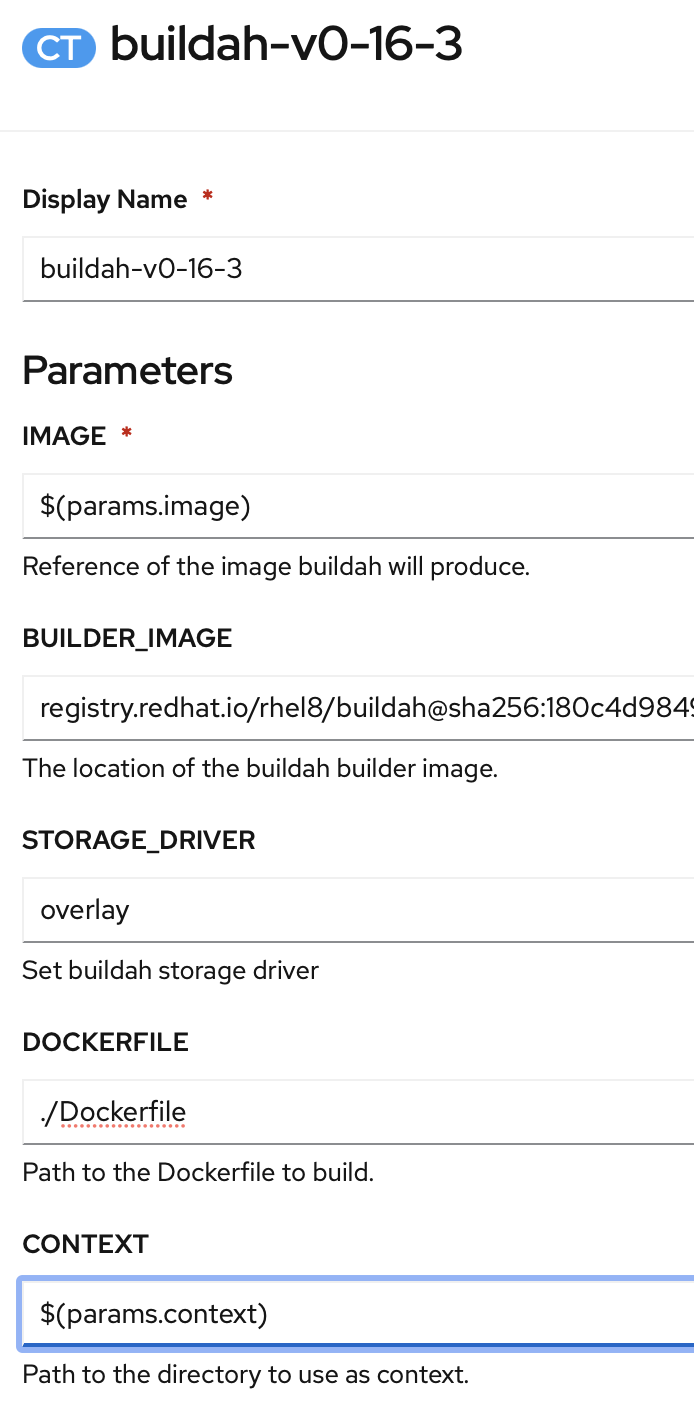 CT buildah-v0-16-3
Display Name *
buildah-v0-16-3
Parameters
IMAGE *
$(params.image)
Reference of the image buildah will produce.
BUILDER_IMAGE
registry.redhat.io/rhel8/buildah@sha256:180c4d9849
The location of the buildah builder image.
STORAGE_DRIVER
overlay
Set buildah storage driver
DOCKERFILE
./Dockerfile
Path to the Dockerfile to build.
CONTEXT
$(params.context)
Path to the directory to use as context.